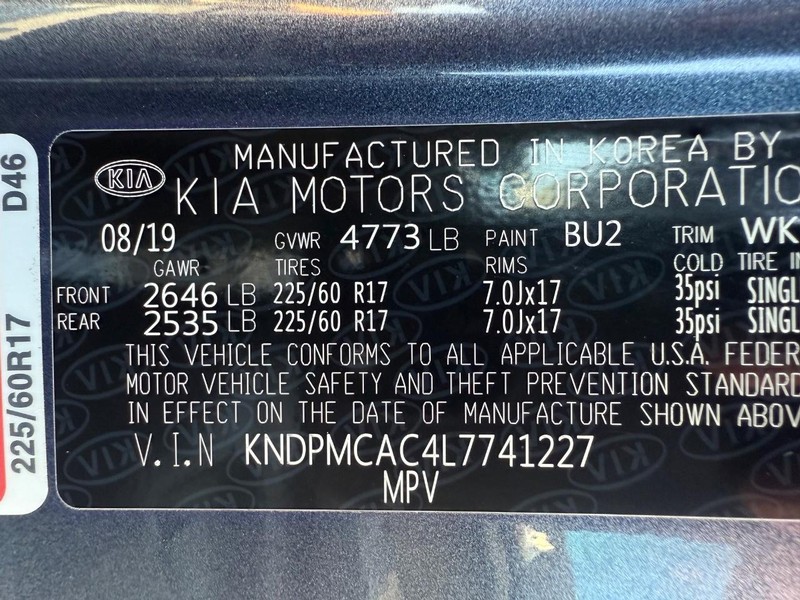 MANUFACTURED IN KOREA BY
KIA KIA MOTORS CORPORATIO
08/19 GVWR 4773 LB PAINT BU2 TRIM WK
GAWR TIRES RIMS COLD TIRE IN
FRONT 2646 LB 225/60 R17 7.0Jx17 35psi SINGL
REAR 2535 LB 225/60 R17 7.0Jx17 35psi SINGL
THIS VEHICLE CONFORMS TO ALL APPLICABLE U.S.A. FEDER
MOTOR VEHICLE SAFETY AND THEFT PREVENTION STANDARD
IN EFFECT ON THE DATE OF MANUFACTURE SHOWN ABOV
V.I.N KNDPMCAC4L7741227
MPV
225/60R17 D46